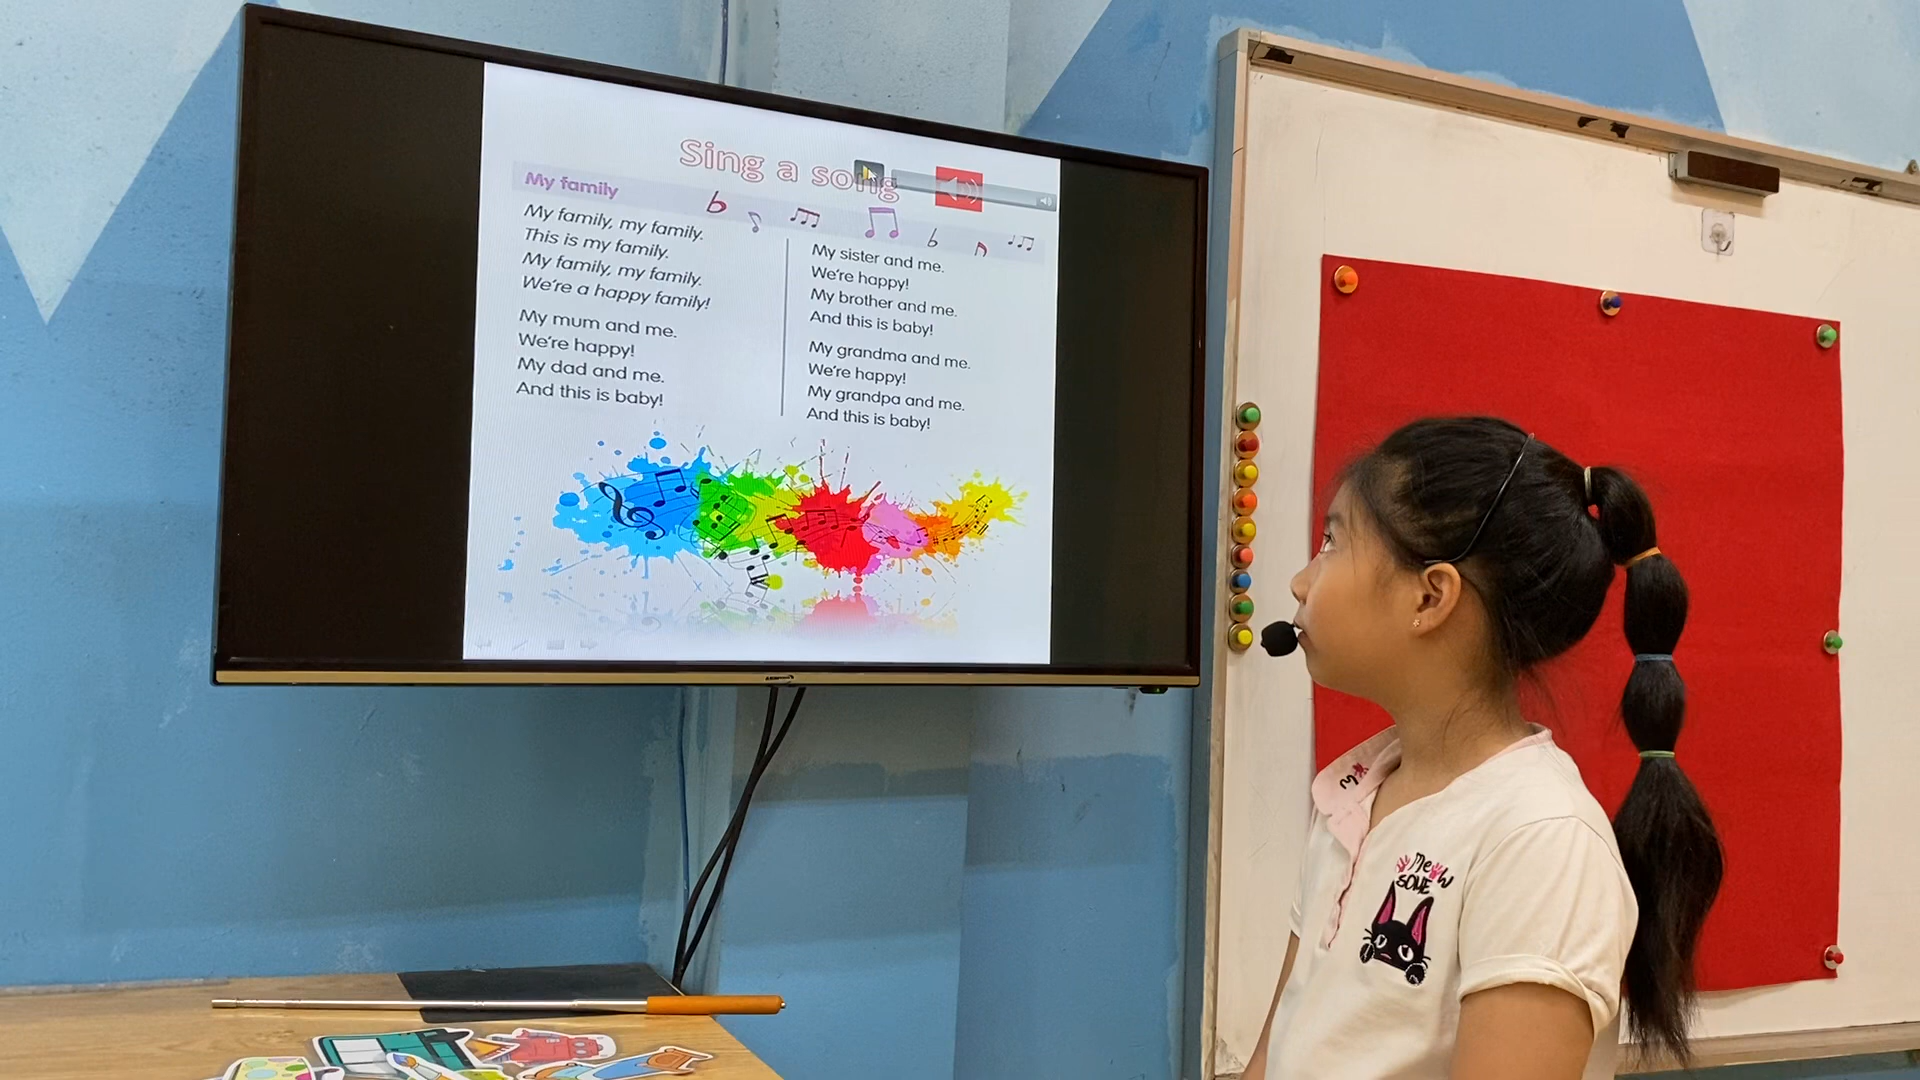 Sing a song
My family
My family, my family.
This is my family.
My family, my family.
We're a happy family!
My mum and me.
We're happy!
My dad and me.
And this is baby!
My sister and me.
We're happy!
My brother and me.
And this is baby!
My grandma and me.
We're happy!
My grandpa and me.
And this is baby!
Meow
SOME